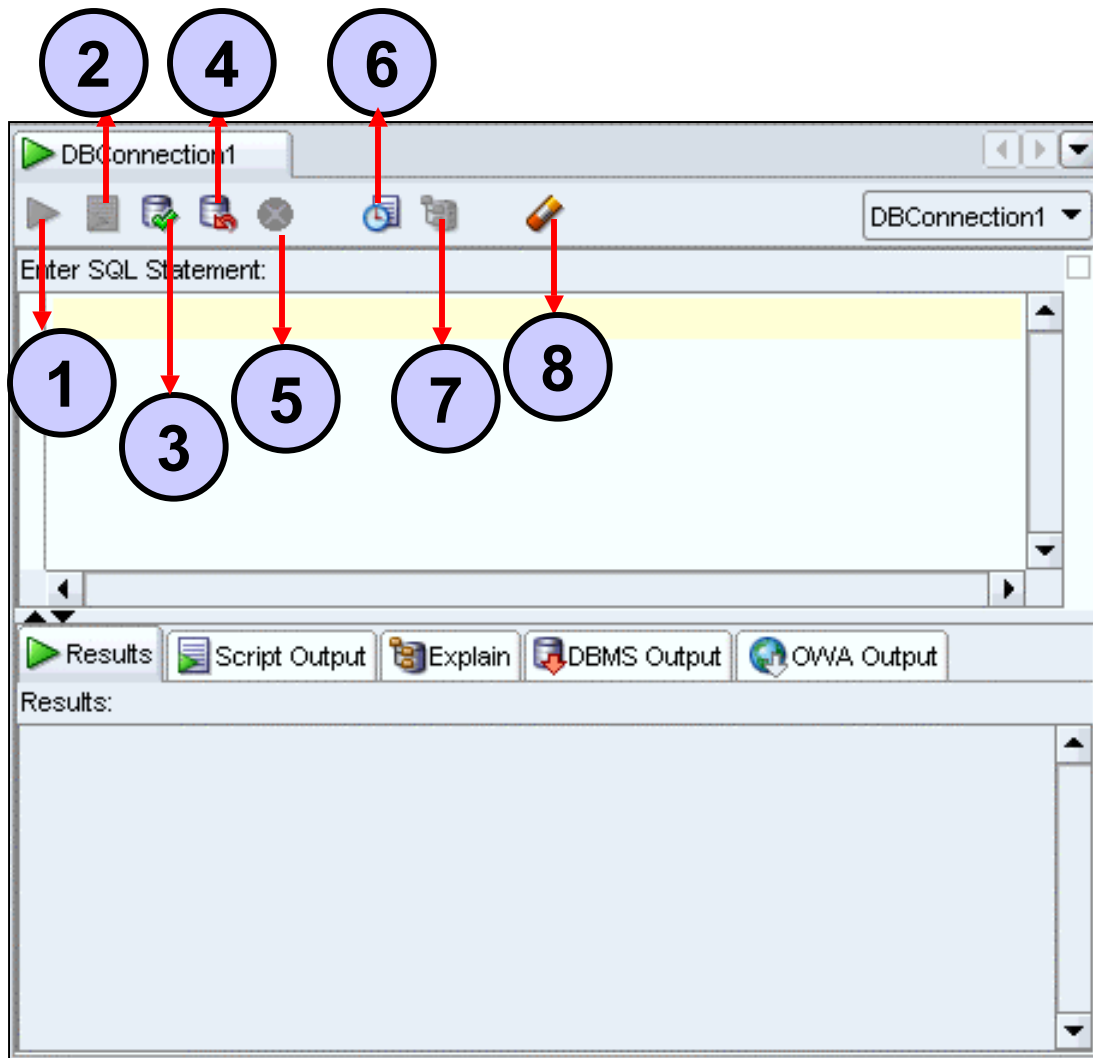 2 4 6
DBConnection1
DBConnection1
Enter SQL Statement:
1 3 5 7 8
Results Script Output Explain DBMS Output OWA Output
Results: